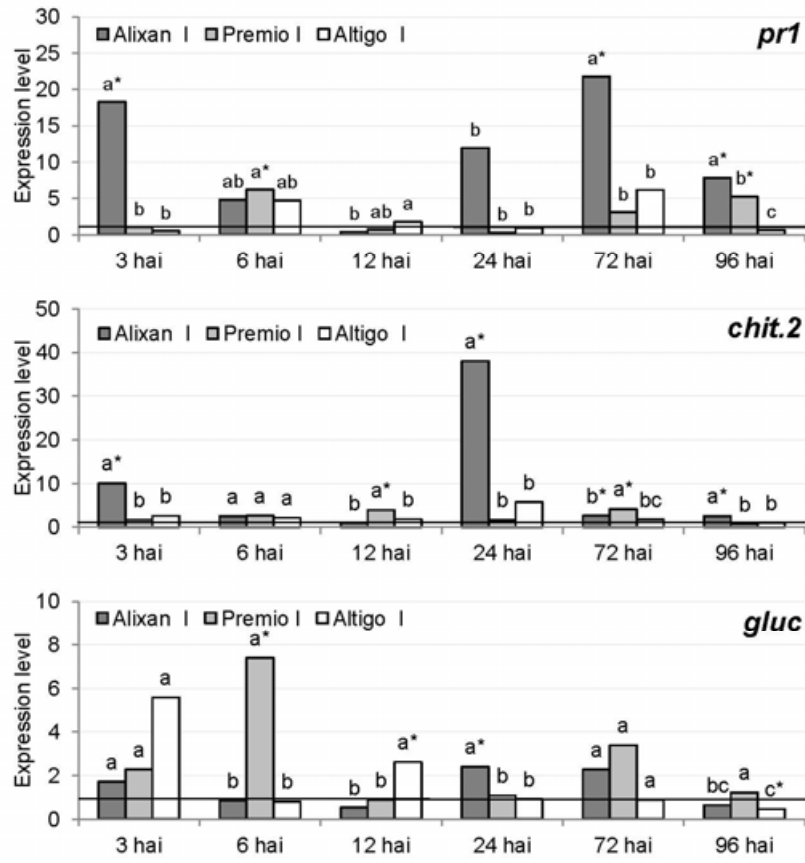 30
Alixan I Premio I Altigo I
pr1
25
a* a*
20
15
b
10
a*
ab a* ab b b*
5
b b b ab a b b b c
0
3 hai 6 hai 12 hai 24 hai 72 hai 96 hai
Expression level
50
Alixan I Premio I Altigo I
chit.2
40
a*
30
20
a*
10
b b a a a b a* b b b b* a* bc a* b b
0
3 hai 6 hai 12 hai 24 hai 72 hai 96 hai
Expression level
10
Alixan I Premio I Altigo I
gluc
8
a*
6
a
4
a* a* a a
2
a a b b b b b b a bc a c*
0
3 hai 6 hai 12 hai 24 hai 72 hai 96 hai
Expression level